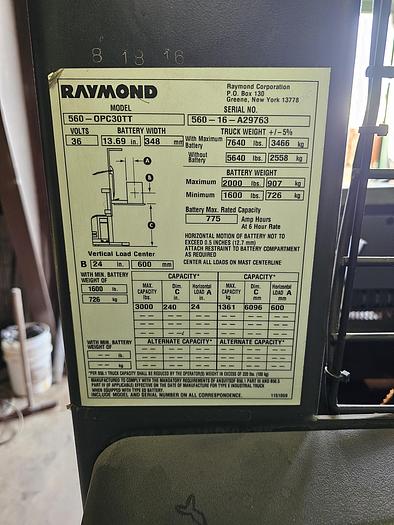 8 18 16
RAYMOND
Raymond Corporation
P.O. Box 130
Greene, New York 13778
MODEL
SERIAL NO.
560-OPC30TT
560-16-A29763
VOLTS BATTERY WIDTH
36 13.69 in. 348 mm
TRUCK WEIGHT +/-5%
With Maximum Battery 7640 lbs. 3466 kg
Without Battery 5640 lbs. 2558 kg
BATTERY WEIGHT
Maximum 2000 lbs. 907 kg
Minimum 1600 lbs. 726 kg
Battery Max. Rated Capacity
775 Amp Hours
At 6 Hour Rate
HORIZONTAL MOTION OF BATTERY NOT TO
EXCEED 0.5 INCHES (12.7 mm)
ATTACH RESTRAINT TO BATTERY COMPARTMENT
AS REQUIRED
CENTER ALL LOADS ON MAST CENTERLINE
A
B
C
Vertical Load Center
B 24 in. 600 mm
WITH MIN. BATTERY WEIGHT OF
1600 lb.
726 kg
CAPACITY* CAPACITY*
MAX. CAPACITY lbs. Dim. C in Horizontal LOAD A in MAX. CAPACITY kg Dim. C mm Horizontal LOAD A mm
3000 240 24 1361 6096 600
WITH MIN. BATTERY WEIGHT OF
-- lb.
-- kg
ALTERNATE CAPACITY* ALTERNATE CAPACITY*
*PER B56.1 TRUCK CAPACITY SHALL BE REDUCED BY THE OPERATOR(S) WEIGHT IN EXCESS OF 220 lbs. (100 kg)
MANUFACTURED TO COMPLY WITH THE MANDATORY REQUIREMENTS OF ANSI/ITSDF B56.1 PART III AND B56.5
PART III (IF APPLICABLE) EFFECTIVE ON THE DATE OF MANUFACTURE FOR TYPE E INDUSTRIAL TRUCK
WHEN EQUIPPED WITH TYPE EO BATTERY.
INCLUDE MODEL AND SERIAL NUMBER ON ALL CORRESPONDENCE.